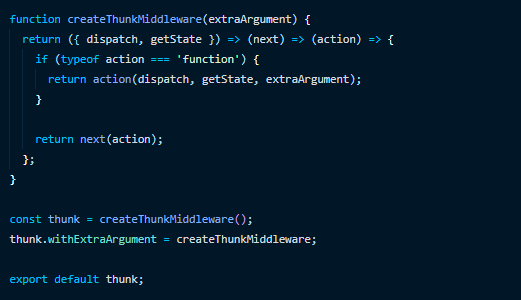 function createThunkMiddleware(extraArgument) {
  return ({ dispatch, getState }) => (next) => (action) => {
    if (typeof action === 'function') {
      return action(dispatch, getState, extraArgument);
    }

    return next(action);
  };
}

const thunk = createThunkMiddleware();
thunk.withExtraArgument = createThunkMiddleware;

export default thunk;